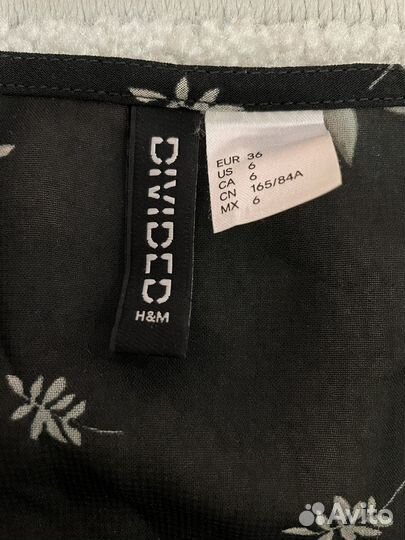 DIVIDED
H&M
EUR 36
US 6
CA 6
CN 165/84A
MX 6
Avito